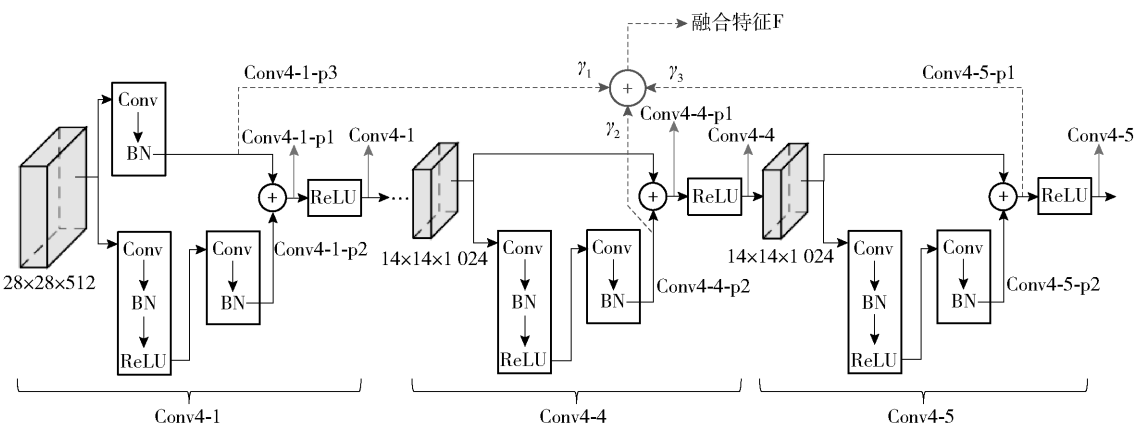 融合特征F
Conv4-1-p3
γ₁
γ₃
Conv4-5-p1
Conv
BN
Conv4-1-p1
Conv4-1
γ₂
Conv4-4-p1
Conv4-4
Conv4-5
+
+
ReLU
...
+
ReLU
+
ReLU
28×28×512
Conv
BN
ReLU
Conv
BN
Conv4-1-p2
14×14×1 024
Conv
BN
ReLU
Conv
BN
Conv4-4-p2
14×14×1 024
Conv
BN
ReLU
Conv
BN
Conv4-5-p2
Conv4-1
Conv4-4
Conv4-5